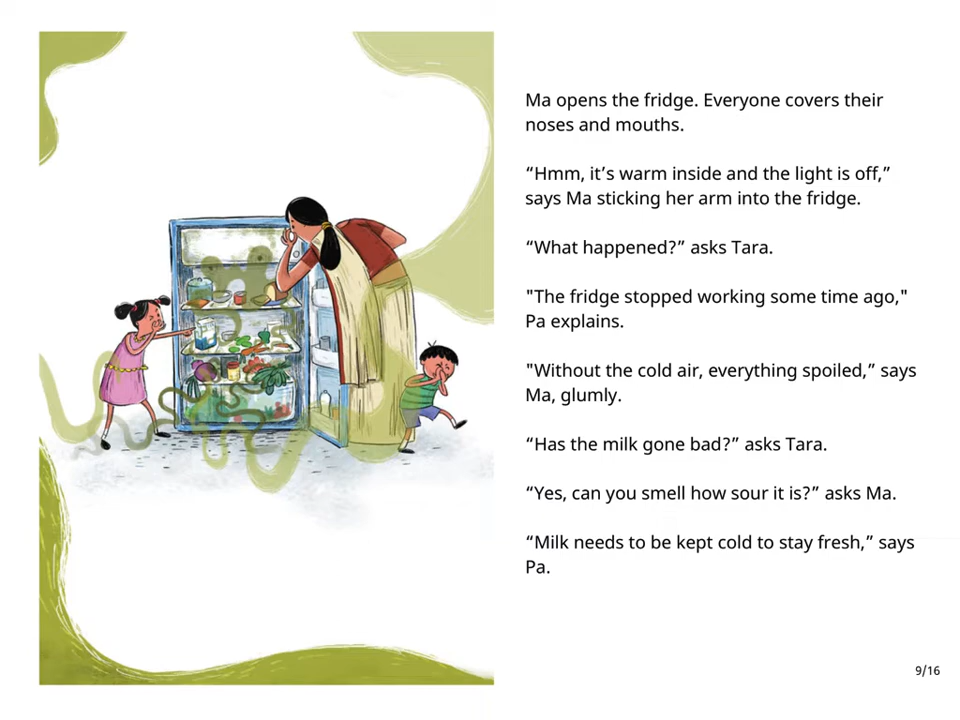 Ma opens the fridge. Everyone covers their
noses and mouths.
“Hmm, it’s warm inside and the light is off,”
says Ma sticking her arm into the fridge.
“What happened?” asks Tara.
"The fridge stopped working some time ago,"
Pa explains.
"Without the cold air, everything spoiled,” says
Ma, glumly.
“Has the milk gone bad?” asks Tara.
“Yes, can you smell how sour it is?” asks Ma.
“Milk needs to be kept cold to stay fresh,” says
Pa.
9/16